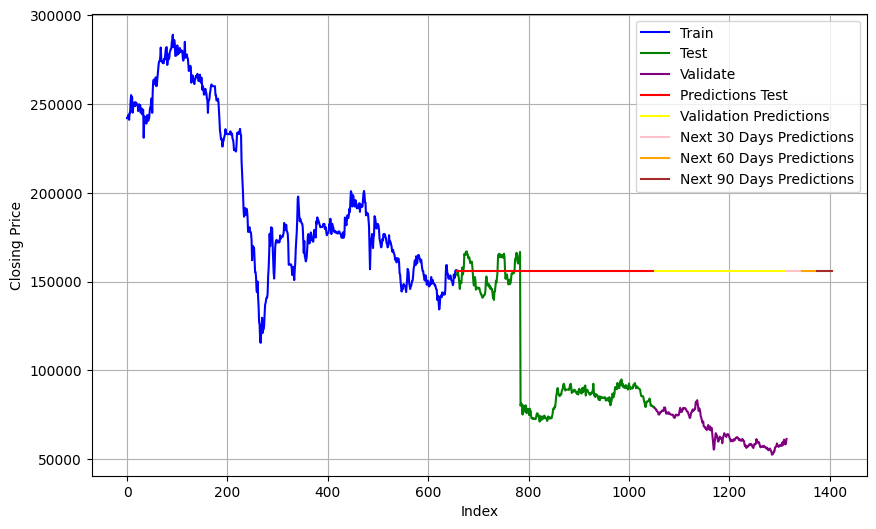 300000
250000
200000
150000
100000
50000
Closing Price
0
200
400
600
800
1000
1200
1400
Index
Train
Test
Validate
Predictions Test
Validation Predictions
Next 30 Days Predictions
Next 60 Days Predictions
Next 90 Days Predictions